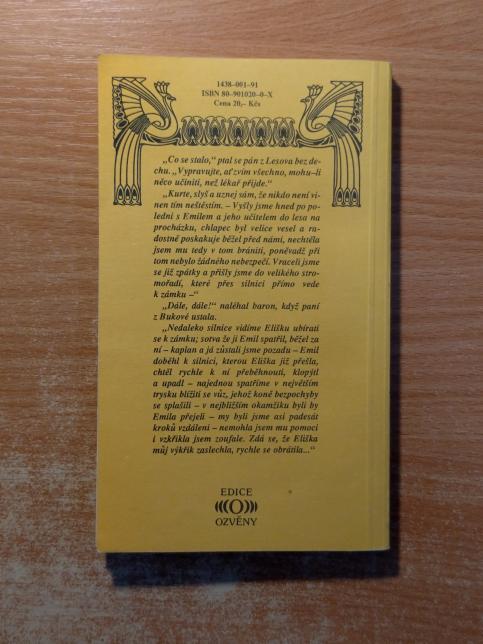 1438–001–91
ISBN 80–901020–0–X
Cena 20,– Kčs
„Co se stalo,“ ptal se pán z Lesova bez de-
chu. „Vypravujte, ať zvím všechno, mohu–li
něco učiniti, než lékař přijde.“
„Kurte, slyš a uznej sám, že nikdo není vi-
nen tím neštěstím. – Vyšly jsme hned po po-
lední s Emilem a jeho učitelem do lesa na
procházku, chlapec byl velice vesel a ra-
dostně poskakuje běžel před námi, nechtěla
jsem mu tedy v tom brániti, poněvadž při
tom nebylo žádného nebezpečí. Vraceli jsme
se již zpátky a přišly jsme do velikého stro-
mořadí, které přes silnici přímo vede
k zámku –“
„Dále, dále!“ naléhal baron, když paní
z Bukové ustala.
„Nedaleko silnice vidíme Elišku ubírati
se k zámku; sotva že ji Emil spatřil, běžel za
ní – kaplan a já zůstali jsme pozadu – Emil
doběhl k silnici, kterou Eliška již přešla,
chtěl rychle k ní přeběhnouti, klopýtl
a upadl – najednou spatříme v největším
trysku blížiti se vůz, jehož koně bezpochyby
se splašili – v nejbližším okamžiku byli by
Emila přejeli – my byli jsme asi padesát
kroků vzdáleni – nemohla jsem mu pomoci
i vzkřikla jsem zoufale. Zdá se, že Eliška
můj výkřik zaslechla, rychle se obrátila...“
EDICE
(((O)))
OZVĚNY